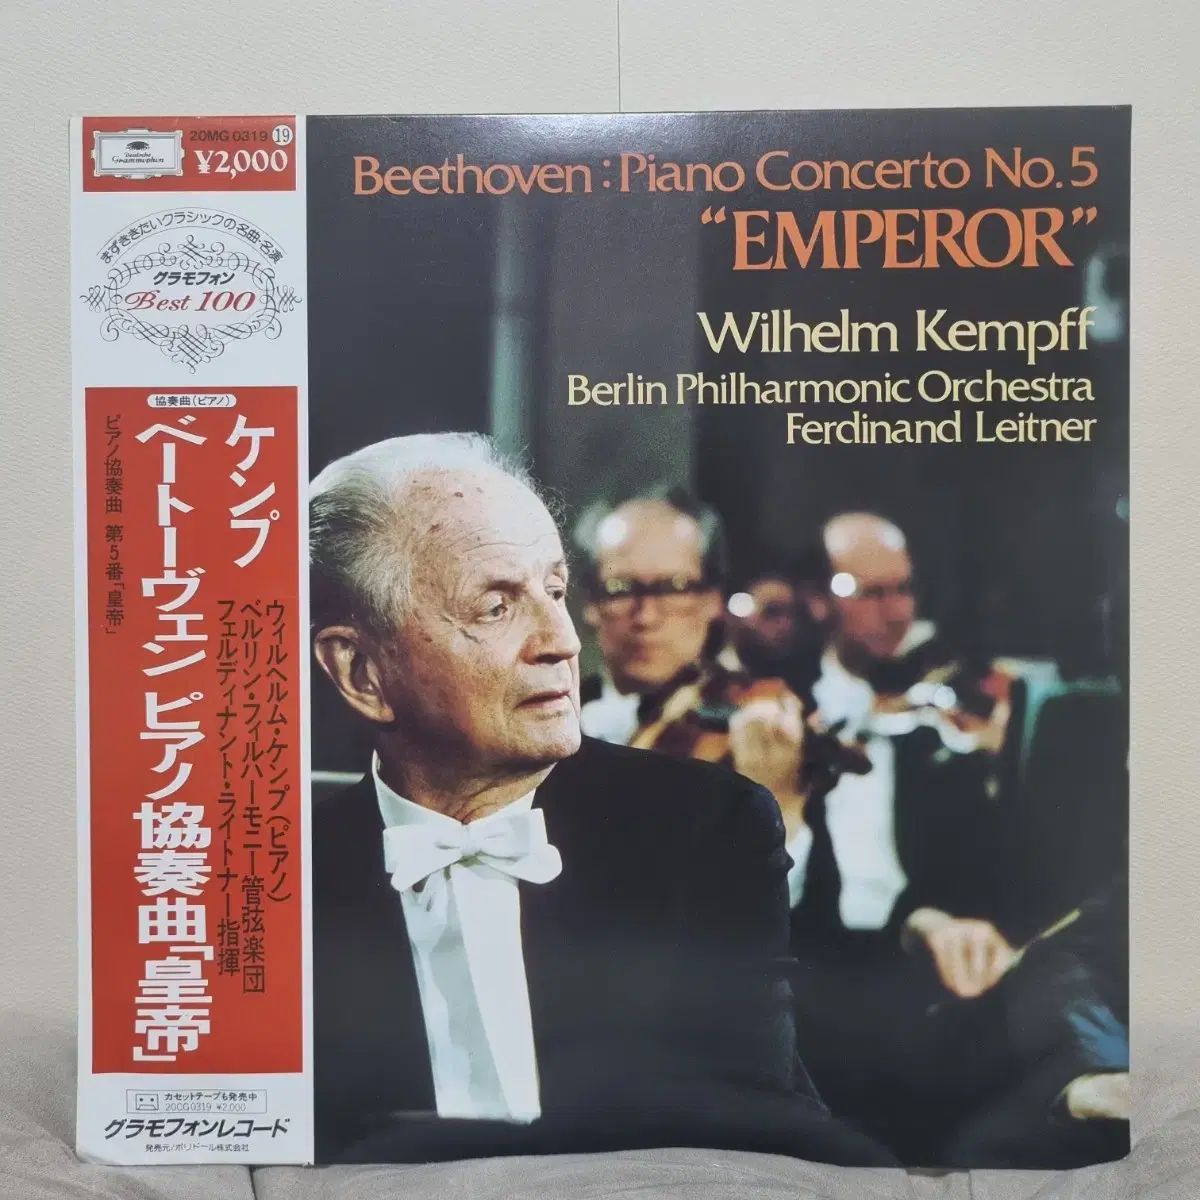 Deutsche
Grammophon
20MG 0319 19
¥2,000
まずききたいクラシックの名曲・名演
グラモフォン
Best 100
協奏曲(ピアノ)
ケンプ
ベートーヴェン ピアノ協奏曲「皇帝」
ピアノ協奏曲 第5番「皇帝」
ウィルヘルム・ケンプ(ピアノ)
ベルリン・フィルハーモニー管弦楽団
フェルディナント・ライトナー指揮
カセットテープも発売中
20CG0319 ¥2,000
グラモフォンレコード
発売元/ポリドール株式会社
Beethoven : Piano Concerto No. 5
“EMPEROR”
Wilhelm Kempff
Berlin Philharmonic Orchestra
Ferdinand Leitner